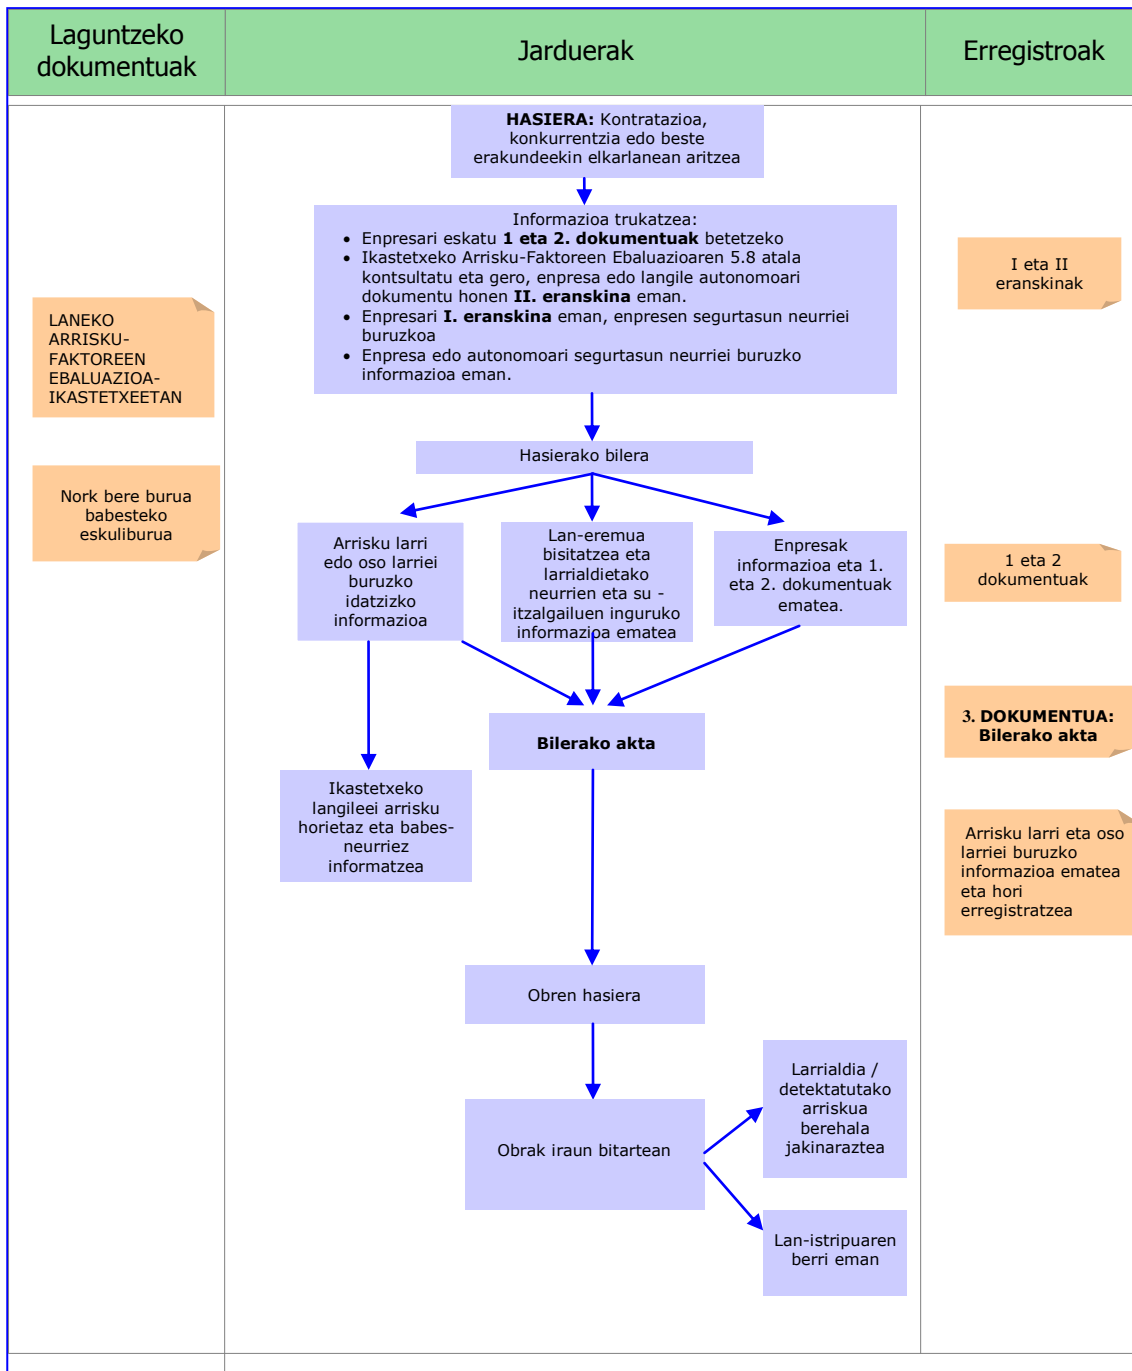 Laguntzeko
dokumentuak
Jarduerak
Erregistroak
HASIERA: Kontratazioa,
konkurrentzia edo beste
erakundeekin elkarlanean aritzea
Informazioa trukatzea:
• Enpresari eskatu 1 eta 2. dokumentuak betetzeko
• Ikastetxeko Arrisku-Faktoreen Ebaluazioaren 5.8 atala
kontsultatu eta gero, enpresa edo langile autonomoari
dokumentu honen II. eranskina eman.
• Enpresari I. eranskina eman, enpresen segurtasun neurriei
buruzkoa
• Enpresa edo autonomoari segurtasun neurriei buruzko
informazioa eman.
I eta II
eranskinak
LANEKO
ARRISKU-
FAKTOREEN
EBALUAZIOA-
IKASTETXEETAN
Hasierako bilera
Nork bere burua
babesteko
eskuliburua
Arrisku larri
edo oso larriei
buruzko
idatzizko
informazioa
Lan-eremua
bisitatzea eta
larrialdietako
neurrien eta su -
itzalgailuen inguruko
informazioa ematea
Enpresak
informazioa eta 1.
eta 2. dokumentuak
ematea.
1 eta 2
dokumentuak
Bilerako akta
3. DOKUMENTUA:
Bilerako akta
Ikastetxeko
langileei arrisku
horietaz eta babes-
neurriez
informatzea
Arrisku larri eta oso
larriei buruzko
informazioa ematea
eta hori
erregistratzea
Obren hasiera
Larrialdia /
detektatutako
arriskua
berehala
jakinaraztea
Obrak iraun bitartean
Lan-istripuaren
berri eman